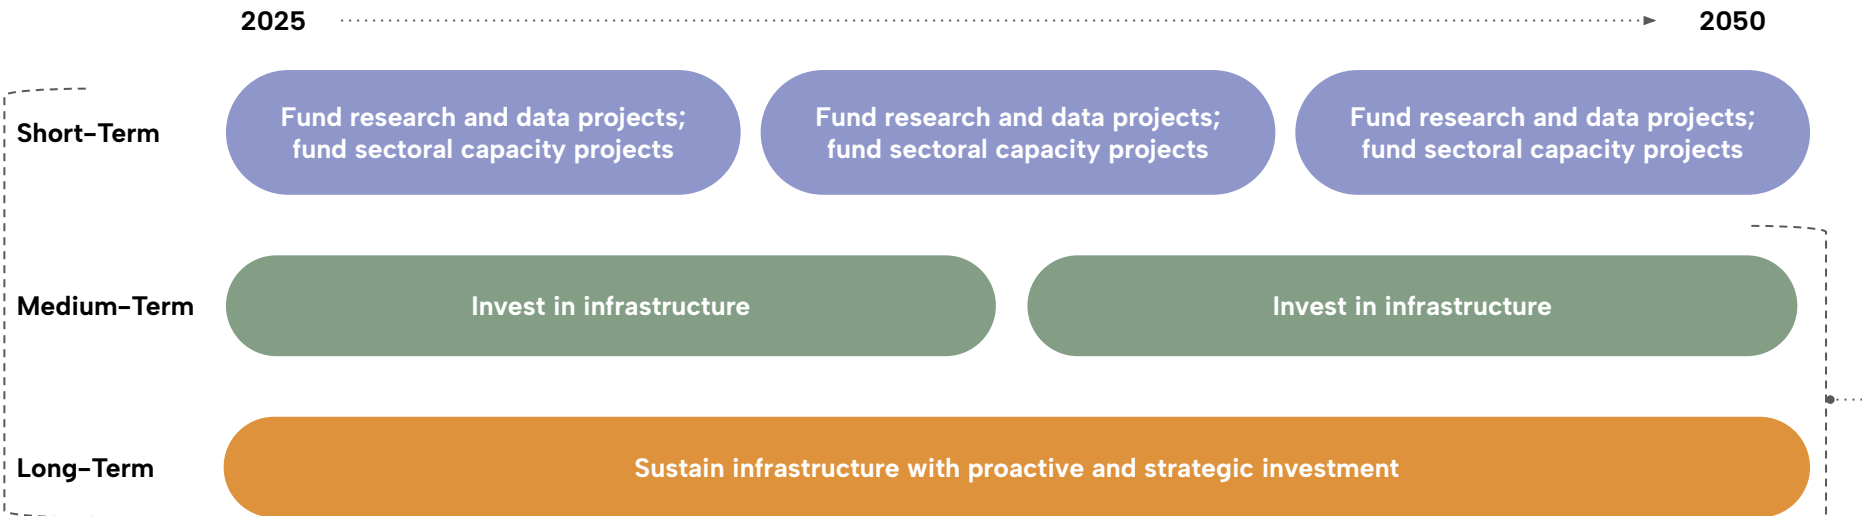 2025
2050
Short-Term
Fund research and data projects;
fund sectoral capacity projects
Fund research and data projects;
fund sectoral capacity projects
Fund research and data projects;
fund sectoral capacity projects
Medium-Term
Invest in infrastructure
Invest in infrastructure
Long-Term
Sustain infrastructure with proactive and strategic investment